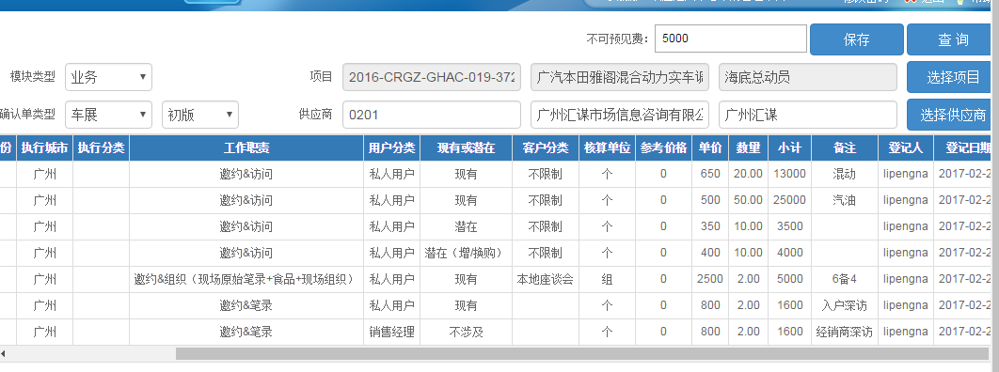 不可预见费： 5000 保存 查 询
模块类型 业务 项目 2016-CRGZ-GHAC-019-372 广汽本田雅阁混合动力实车 海底总动员 选择项目
确认单类型 车展 初版 供应商 0201 广州汇谋市场信息咨询有限公 广州汇谋 选择供应商
份 执行城市 执行分类 工作职责 用户分类 现有或潜在 客户分类 核算单位 参考价格 单价 数量 小计 备注 登记人 登记日期
广州 邀约&访问 私人用户 现有 不限制 个 0 650 20.00 13000 混动 lipengna 2017-02-2
广州 邀约&访问 私人用户 现有 不限制 个 0 500 50.00 25000 汽油 lipengna 2017-02-2
广州 邀约&访问 私人用户 潜在 不限制 个 0 350 10.00 3500 lipengna 2017-02-2
广州 邀约&访问 私人用户 潜在（增/换购） 不限制 个 0 400 10.00 4000 lipengna 2017-02-2
广州 邀约&组织（现场原始笔录+食品+现场组织） 私人用户 现有 本地座谈会 组 0 2500 2.00 5000 6备4 lipengna 2017-02-2
广州 邀约&笔录 私人用户 现有 个 0 800 2.00 1600 入户深访 lipengna 2017-02-2
广州 邀约&笔录 销售经理 不涉及 个 0 800 2.00 1600 经销商深访 lipengna 2017-02-2